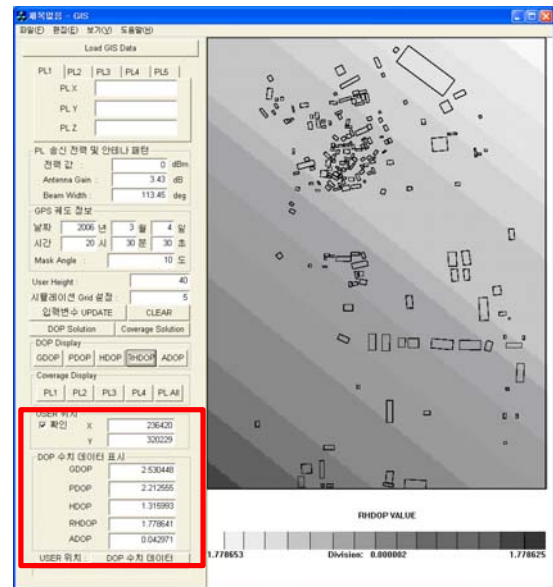 제목없음 - GIS
파일(F) 편집(E) 보기(V) 도움말(H)
Load GIS Data
PL1 PL2 PL3 PL4 PL5
PL X
PL Y
PL Z
PL 송신 전력 및 안테나 패턴
전력 값 : 0 dBm
Antenna Gain : 3.43 dB
Beam Width : 113.45 deg
GPS 궤도 정보
날짜 2006 년 3 월 4 일
시간 20 시 30 분 30 초
Mask Angle : 10 도
User Height : 40
시뮬레이션 Grid 설정 : 5
입력변수 UPDATE CLEAR
DOP Solution Coverage Solution
DOP Display
GDOP PDOP HDOP RHDOP ADOP
Coverage Display
PL1 PL2 PL3 PL4 PL All
USER 위치
확인 X 236420
Y 320229
DOP 수치 데이터 표시
GDOP 2.530448
PDOP 2.212555
HDOP 1.315993
RHDOP 1.778641
ADOP 0.042971
USER 위치 : DOP 수치 데이터
RHDOP VALUE
1.778653 Division: 0.000002 1.778625